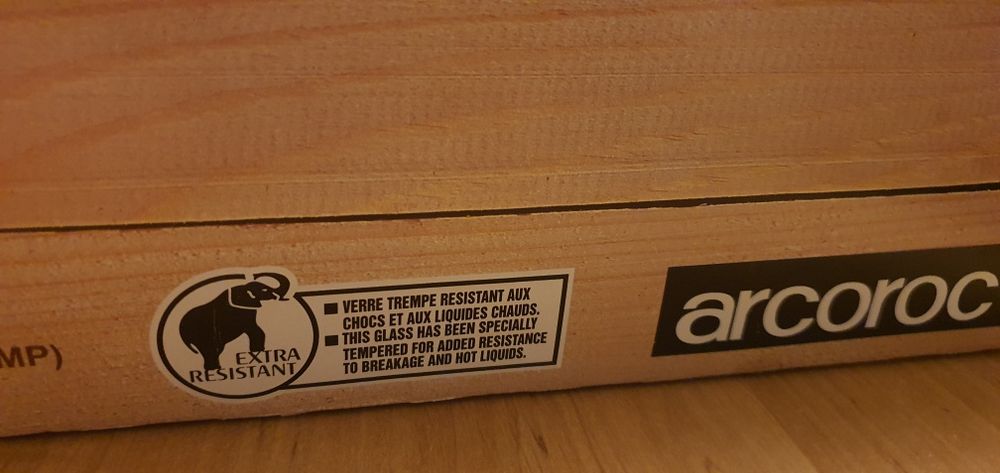 MP)
EXTRA
RESISTANT
■ VERRE TREMPE RESISTANT AUX
CHOCS ET AUX LIQUIDES CHAUDS.
■ THIS GLASS HAS BEEN SPECIALLY
TEMPERED FOR ADDED RESISTANCE
TO BREAKAGE AND HOT LIQUIDS.
arcoroc